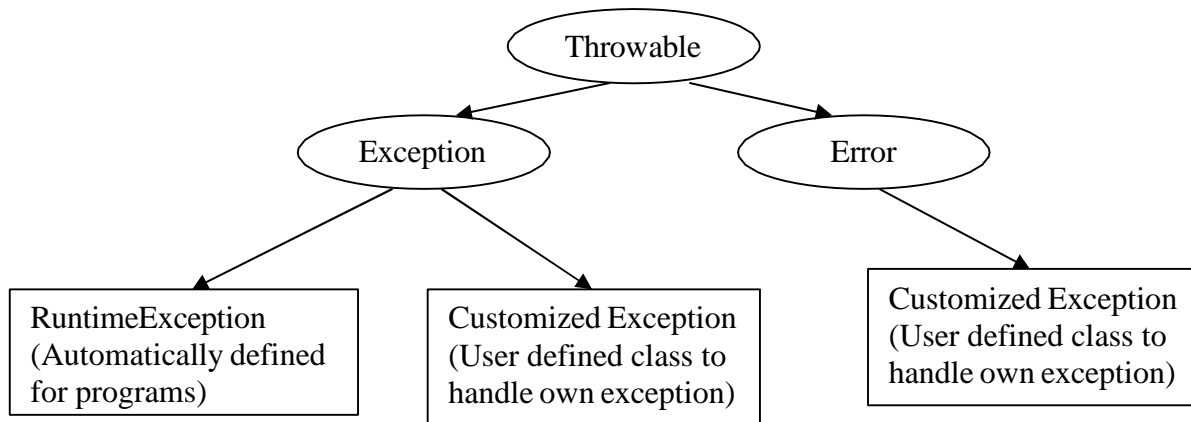 Throwable
Exception
Error
RuntimeException
(Automatically defined
for programs)
Customized Exception
(User defined class to
handle own exception)
Customized Exception
(User defined class to
handle own exception)